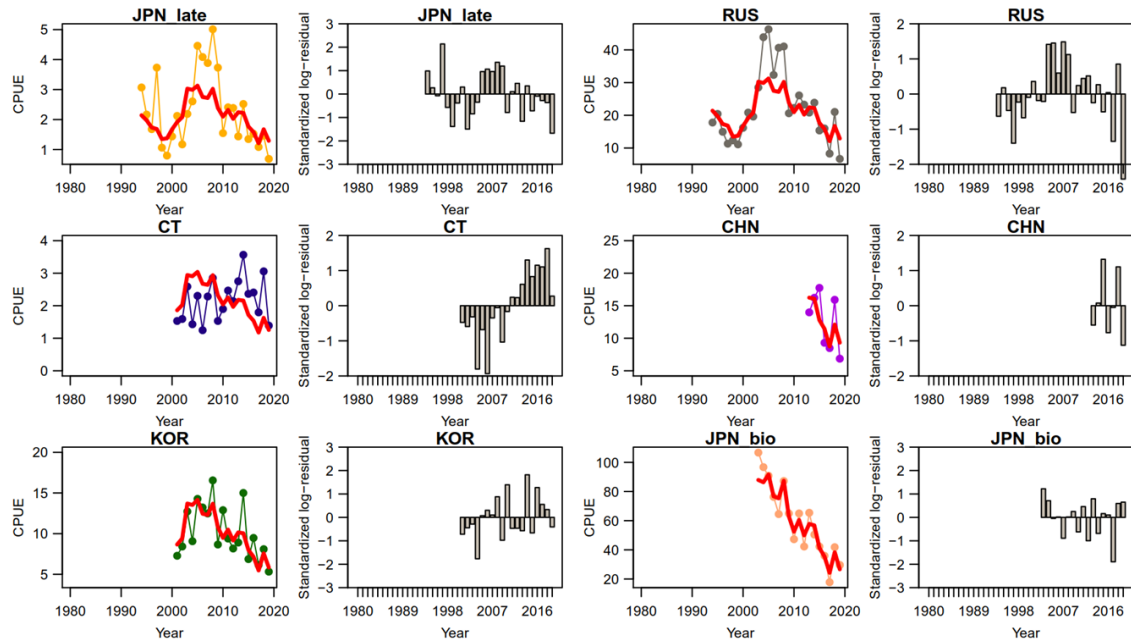 JPN_late
CPUE
5
4
3
2
1
1980 1990 2000 2010 2020
Year
JPN_late
Standardized log-residual
3
2
1
0
−1
−2
−3
1980 1989 1998 2007 2016
Year
RUS
CPUE
40
30
20
10
1980 1990 2000 2010 2020
Year
RUS
Standardized log-residual
2
1
0
−1
−2
1980 1989 1998 2007 2016
Year
CT
CPUE
4
3
2
1
0
1980 1990 2000 2010 2020
Year
CT
Standardized log-residual
2
1
0
−1
−2
1980 1989 1998 2007 2016
Year
CHN
CPUE
25
20
15
10
5
1980 1990 2000 2010 2020
Year
CHN
Standardized log-residual
2
1
0
−1
−2
1980 1989 1998 2007 2016
Year
KOR
CPUE
20
15
10
5
1980 1990 2000 2010 2020
Year
KOR
Standardized log-residual
3
2
1
0
−1
−2
−3
1980 1989 1998 2007 2016
Year
JPN_bio
CPUE
100
80
60
40
20
1980 1990 2000 2010 2020
Year
JPN_bio
Standardized log-residual
3
2
1
0
−1
−2
−3
1980 1989 1998 2007 2016
Year